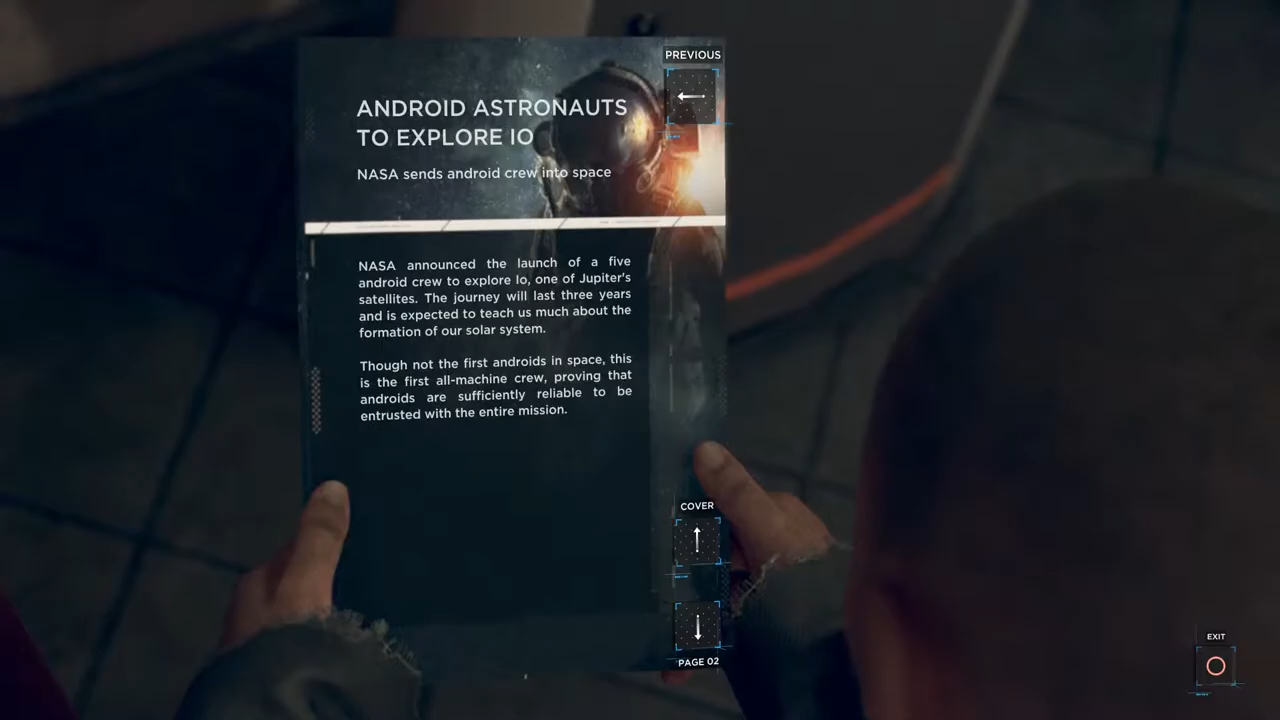 PREVIOUS
ANDROID ASTRONAUTS
TO EXPLORE IO
NASA sends android crew into space
NASA announced the launch of a five
android crew to explore Io, one of Jupiter's
satellites. The journey will last three years
and is expected to teach us much about the
formation of our solar system.
Though not the first androids in space, this
is the first all-machine crew, proving that
androids are sufficiently reliable to be
entrusted with the entire mission.
COVER
PAGE 02
EXIT